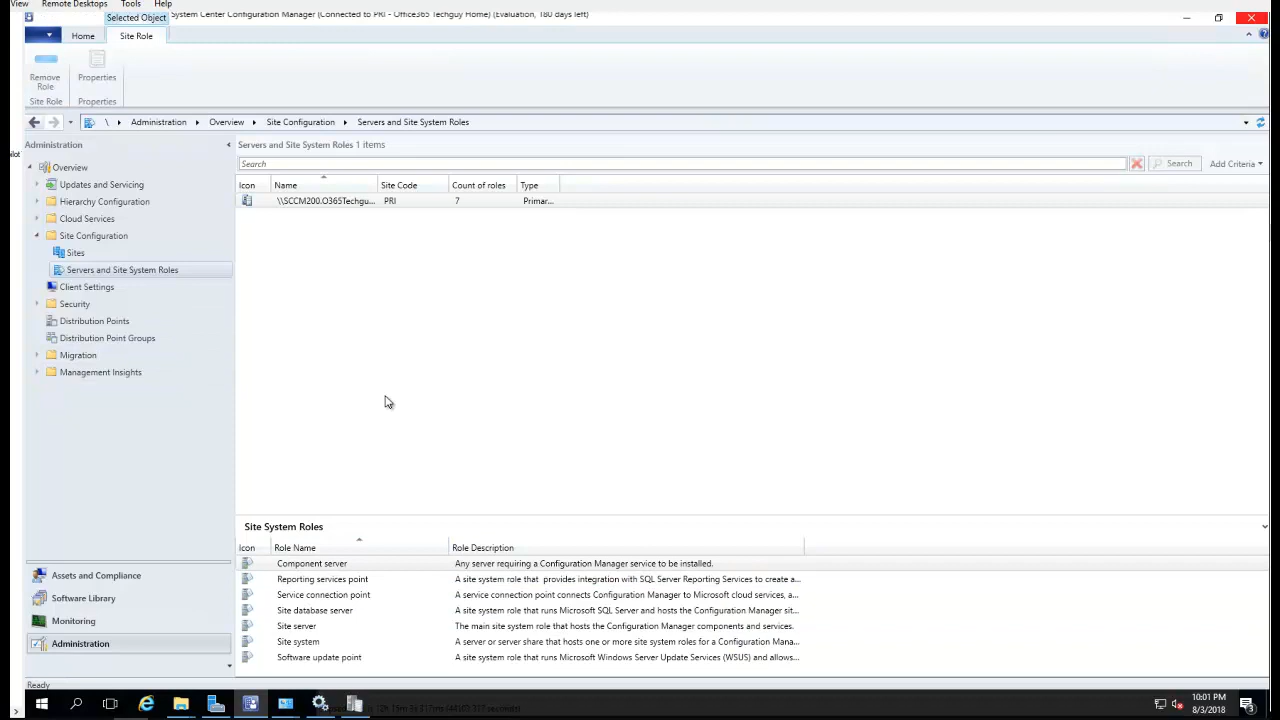 View Remote Desktops Tools Help
Selected Object System Center Configuration Manager (Connected to PRI - Office365 Techguy Home) (Evaluation, 180 days left)
Home Site Role
Remove Role Properties
Site Role Properties
\ Administration Overview Site Configuration Servers and Site System Roles
Administration
Overview
Updates and Servicing
Hierarchy Configuration
Cloud Services
Site Configuration
Sites
Servers and Site System Roles
Client Settings
Security
Distribution Points
Distribution Point Groups
Migration
Management Insights
Assets and Compliance
Software Library
Monitoring
Administration
Servers and Site System Roles 1 items
Search Search Add Criteria
Icon Name Site Code Count of roles Type
\\SCCM200.O365Techgu... PRI 7 Primar...
Site System Roles
Icon Role Name Role Description
Component server Any server requiring a Configuration Manager service to be installed.
Reporting services point A site system role that provides integration with SQL Server Reporting Services to create a...
Service connection point A service connection point connects Configuration Manager to Microsoft cloud services, a...
Site database server A site system role that runs Microsoft SQL Server and hosts the Configuration Manager sit...
Site server The main site system role that hosts the Configuration Manager components and services.
Site system A server or server share that hosts one or more site system roles for a Configuration Mana...
Software update point A site system role that runs Microsoft Windows Server Update Services (WSUS) and allows...
Ready
10:01 PM
8/3/2018